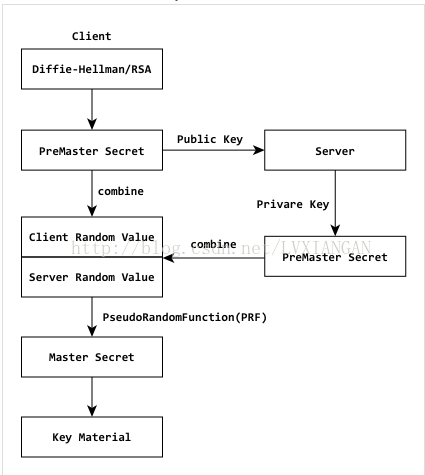 Client
Diffie-Hellman/RSA
PreMaster Secret
Public Key
Server
combine
Privare Key
Client Random Value
http://blog.csdn.net/LVXIANGAN
combine
PreMaster Secret
Server Random Value
PseudoRandomFunction(PRF)
Master Secret
Key Material